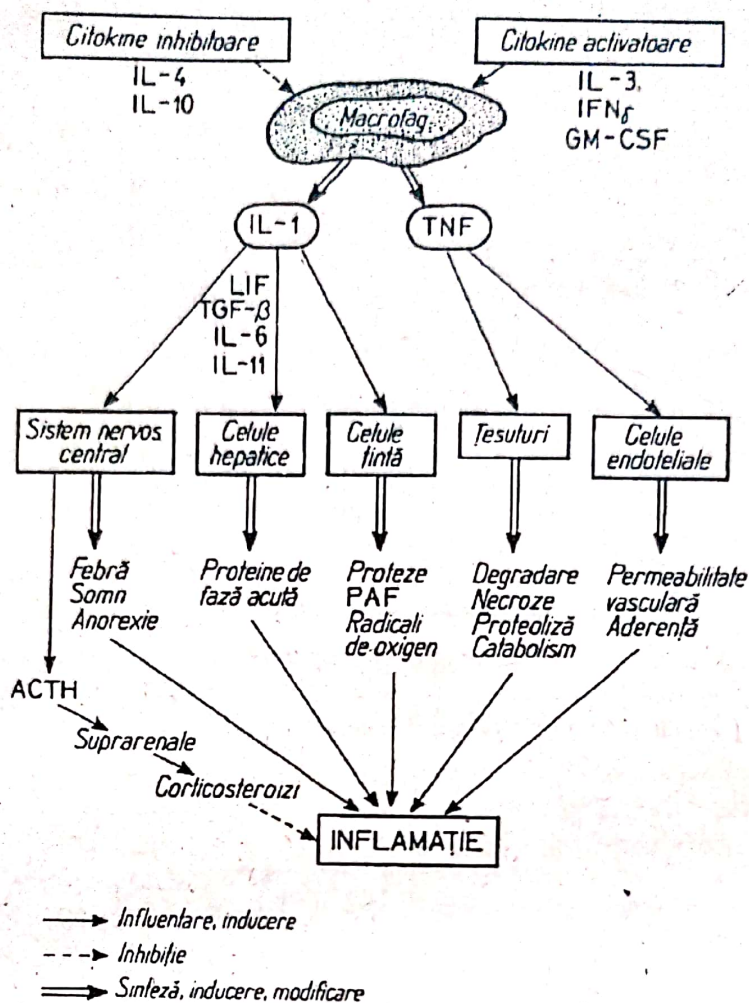 Citokine inhibitoare
IL-4
IL-10
Citokine activatoare
IL-3,
IFNγ
GM-CSF
Macrofag
IL-1
TNF
LIF
TGF-β
IL-6
IL-11
Sistem nervos
central
Celule
hepatice
Celule
țintă
Țesuturi
Celule
endoteliale
Febră
Somn
Anorexie
Proteine de
fază acută
Proteze
PAF
Radicali
de oxigen
Degradare
Necroze
Proteoliză
Catabolism
Permeabilitate
vasculară
Aderență
ACTH
Suprarenale
Corticosteroizi
INFLAMAȚIE
Influențare, inducere
Inhibiție
Sinteză, inducere, modificare